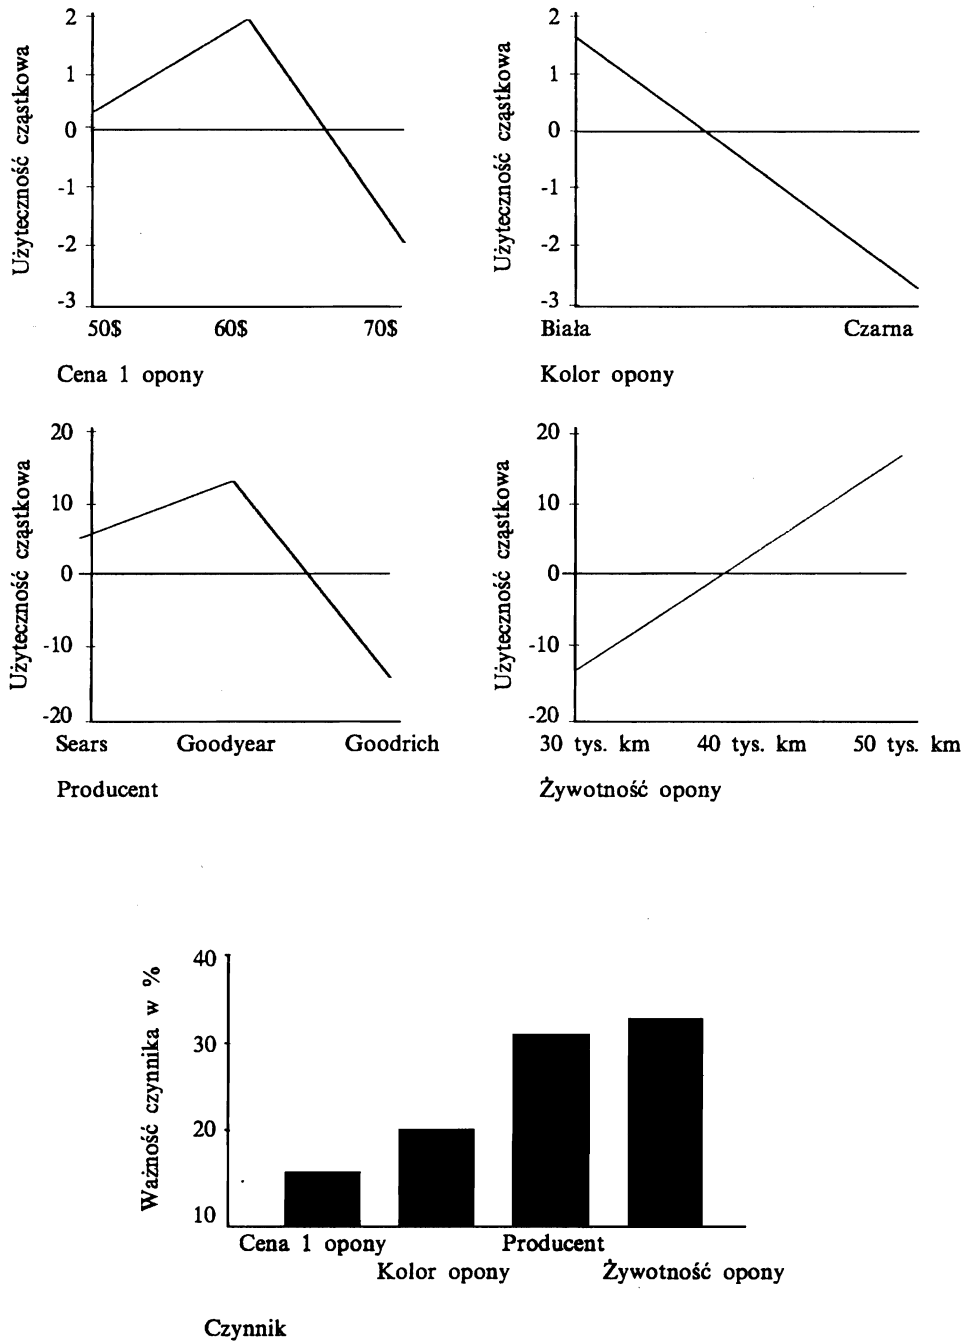 Użyteczność cząstkowa
2
1
0
-1
-2
-3
50$ 60$ 70$
Cena 1 opony
Użyteczność cząstkowa
2
1
0
-1
-2
-3
Biała Czarna
Kolor opony
Użyteczność cząstkowa
20
10
0
-10
-20
Sears Goodyear Goodrich
Producent
Użyteczność cząstkowa
20
10
0
-10
-20
30 tys. km 40 tys. km 50 tys. km
Żywotność opony
Ważność czynnika w %
40
30
20
10
Cena 1 opony Producent
Kolor opony Żywotność opony
Czynnik